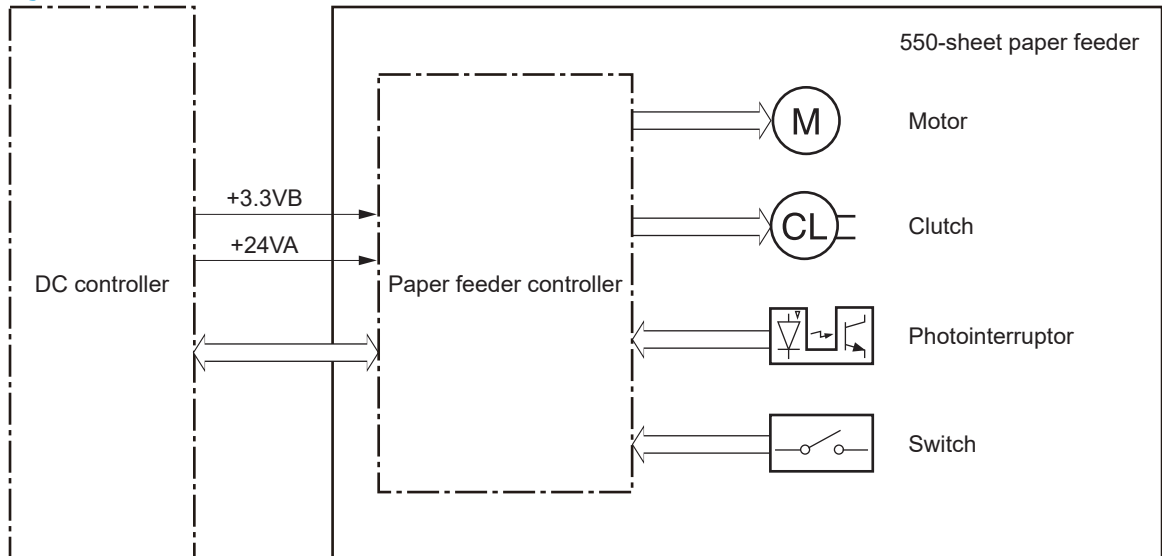 550-sheet paper feeder
M
Motor
+3.3VB
CL
Clutch
+24VA
DC controller
Paper feeder controller
Photointerruptor
Switch